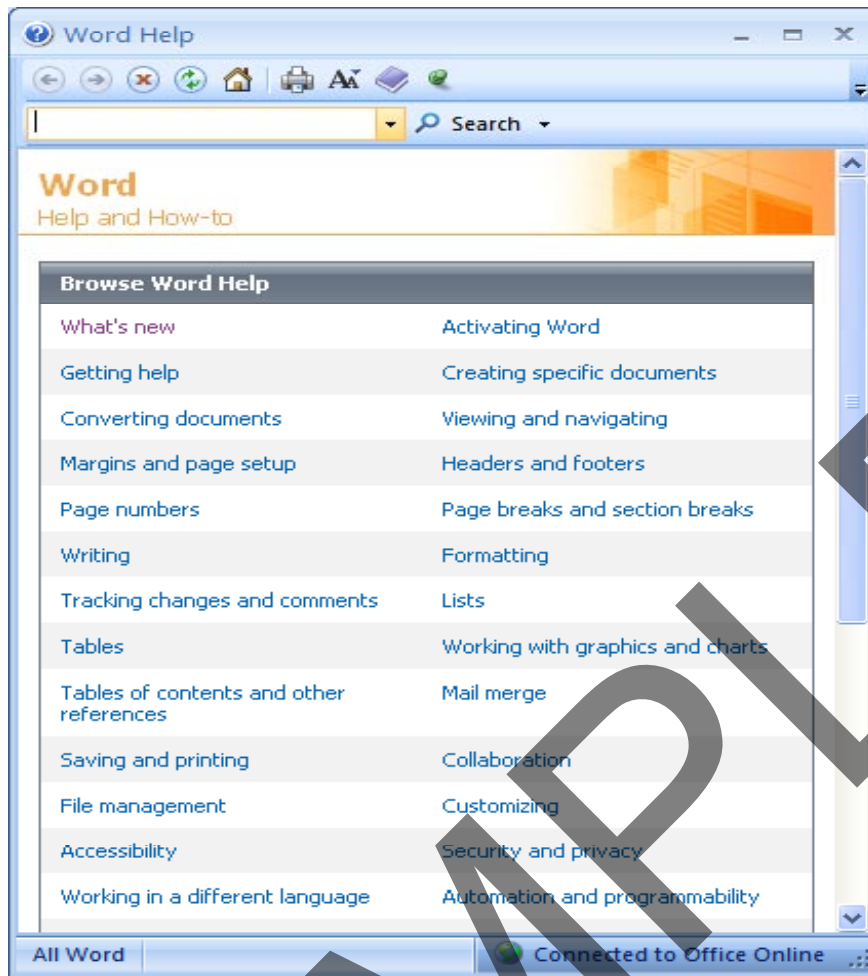 Word Help
Search
Word
Help and How-to
Browse Word Help
What's new Activating Word
Getting help Creating specific documents
Converting documents Viewing and navigating
Margins and page setup Headers and footers
Page numbers Page breaks and section breaks
Writing Formatting
Tracking changes and comments Lists
Tables Working with graphics and charts
Tables of contents and other Mail merge
references
Saving and printing Collaboration
File management Customizing
Accessibility Security and privacy
Working in a different language Automation and programmability
All Word Connected to Office Online